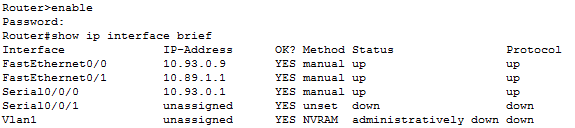 Router>enable
Password:
Router#show ip interface brief
Interface IP-Address OK? Method Status Protocol
FastEthernet0/0 10.93.0.9 YES manual up up
FastEthernet0/1 10.89.1.1 YES manual up up
Serial0/0/0 10.93.0.1 YES manual up up
Serial0/0/1 unassigned YES unset down down
Vlan1 unassigned YES NVRAM administratively down down